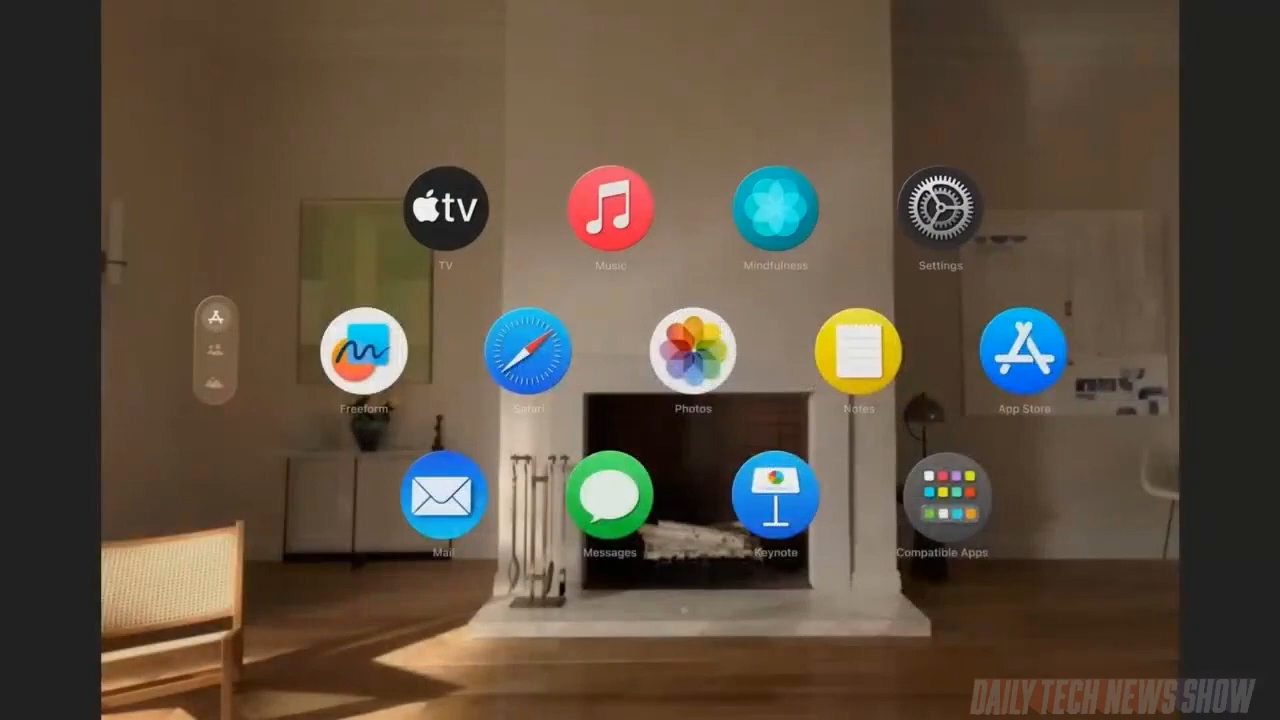 tv
TV
Music
Mindfulness
Settings
Freeform
Safari
Photos
Notes
App Store
Mail
Messages
Keynote
Compatible Apps
DAILY TECH NEWS SHOW